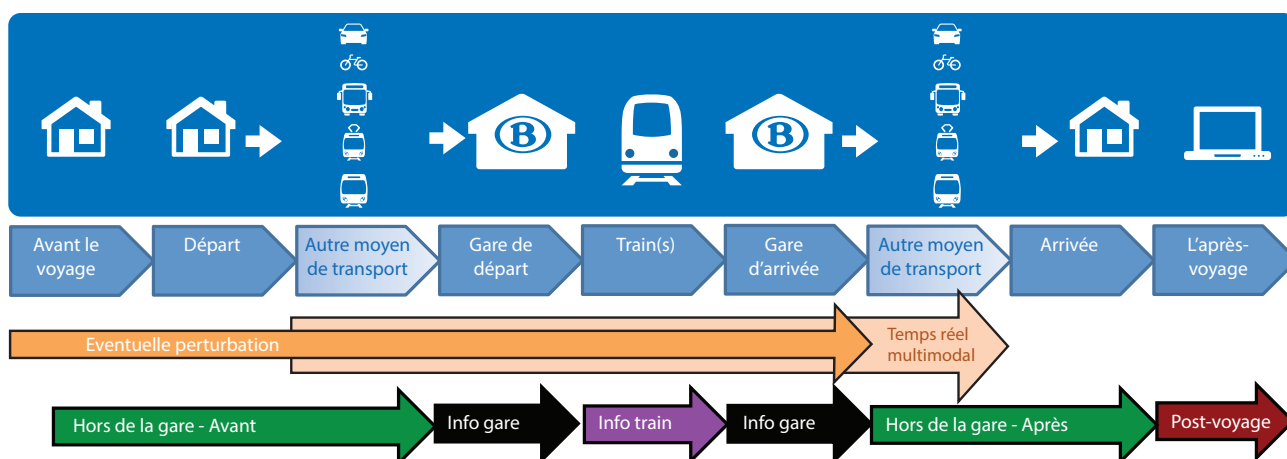 B
B
Avant le
voyage
Départ
Autre moyen
de transport
Gare de
départ
Train(s)
Gare
d’arrivée
Autre moyen
de transport
Arrivée
L’après-
voyage
Eventuelle perturbation
Temps réel
multimodal
Hors de la gare - Avant
Info gare
Info train
Info gare
Hors de la gare - Après
Post-voyage